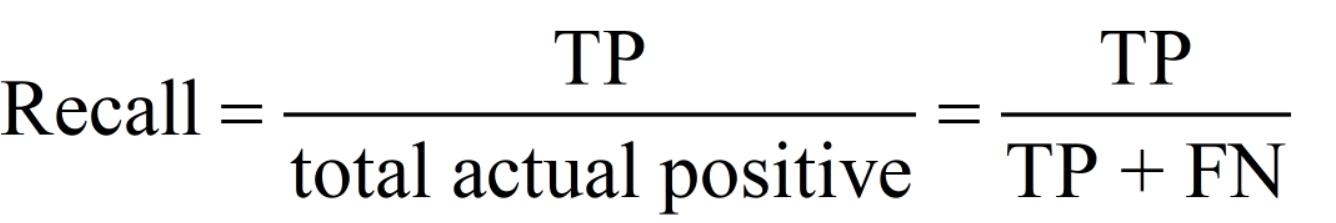 Recall = TP / total actual positive = TP / TP + FN